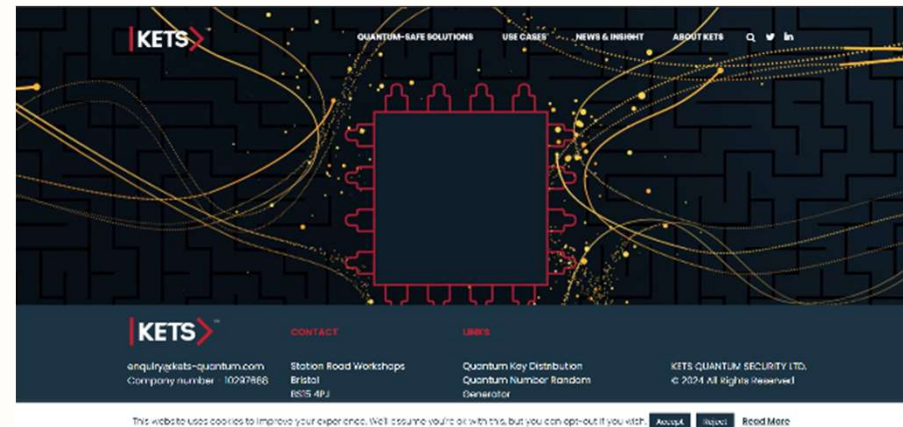 KETS
QUANTUM-SAFE SOLUTIONS USE CASES NEWS & INSIGHT ABOUT KETS
KETS
CONTACT
LINKS
enquiry@kets-quantum.com
Company number - 10297666
Station Road Workshops
Bristol
BS15 4PJ
Quantum Key Distribution
Quantum Number Random
Generator
KETS QUANTUM SECURITY LTD.
© 2024 All Rights Reserved
This website uses cookies to improve your experience. We'll assume you're ok with this, but you can opt-out if you wish. Accept Reject Read More